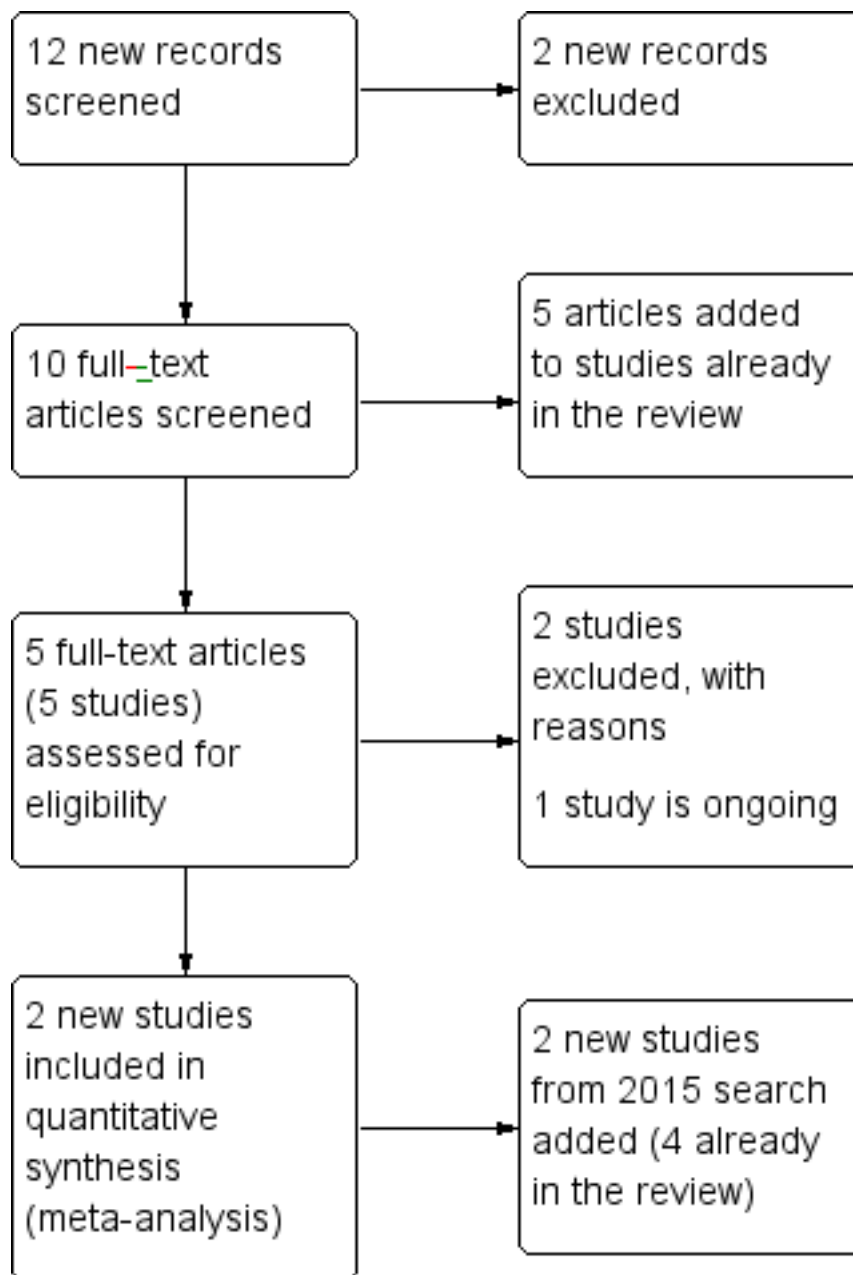 12 new records
screened
2 new records
excluded
10 full-_text
articles screened
5 articles added
to studies already
in the review
5 full-text articles
(5 studies)
assessed for
eligibility
2 studies
excluded, with
reasons
1 study is ongoing
2 new studies
included in
quantitative
synthesis
(meta-analysis)
2 new studies
from 2015 search
added (4 already
in the review)